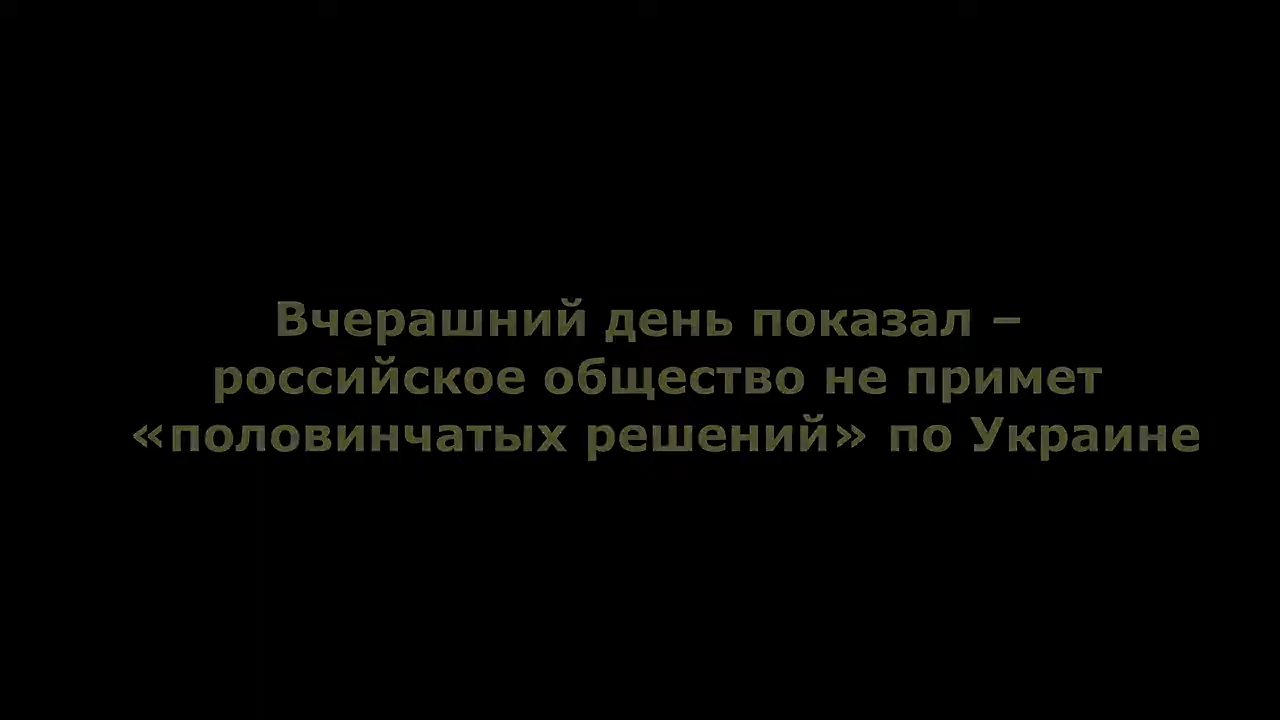 Вчерашний день показал –
российское общество не примет
«половинчатых решений» по Украине